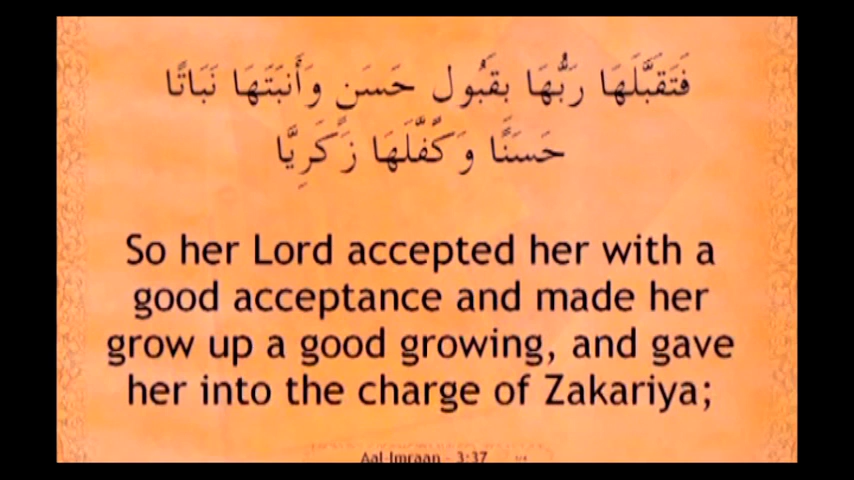 فَتَقَبَّلَهَا رَبُّهَا بِقَبُولٍ حَسَنٍ وَأَنبَتَهَا نَبَاتًا
حَسَنًا وَكَفَّلَهَا زَكَرِيَّا
So her Lord accepted her with a
good acceptance and made her
grow up a good growing, and gave
her into the charge of Zakariya;
Aal-Imraan - 3:37